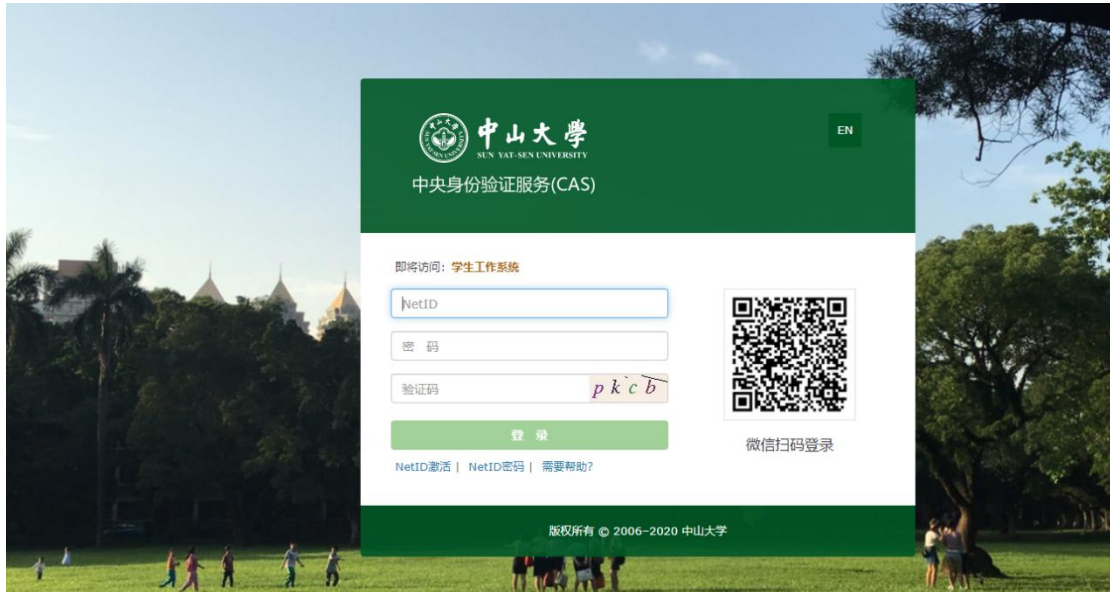 中山大學
SUN YAT-SEN UNIVERSITY
EN
中央身份验证服务(CAS)
即将访问：学生工作系统
NetID
密 码
验证码
pkcb
登 录
微信扫码登录
NetID激活 | NetID密码 | 需要帮助?
版权所有 © 2006-2020 中山大学